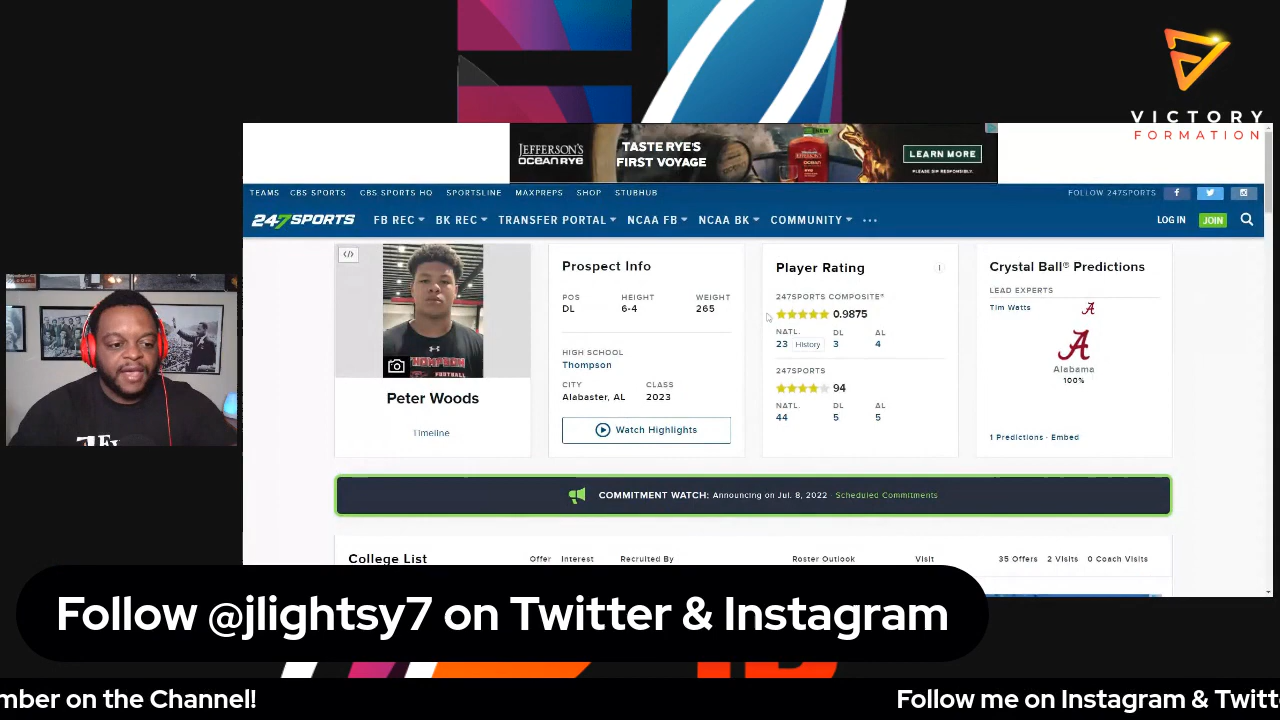 VICTORY
FORMATION
JEFFERSON'S
OCEAN RYE
TASTE RYE'S
FIRST VOYAGE
LEARN MORE
PLEASE SIP RESPONSIBLY.
TEAMS CBS SPORTS CBS SPORTS HQ SPORTSLINE MAXPREPS SHOP STUBHUB FOLLOW 247SPORTS
247SPORTS FB REC BK REC TRANSFER PORTAL NCAA FB NCAA BK COMMUNITY LOG IN JOIN
Peter Woods
Timeline
Prospect Info
POS HEIGHT WEIGHT
DL 6-4 265
HIGH SCHOOL
Thompson
CITY CLASS
Alabaster, AL 2023
Watch Highlights
Player Rating
247SPORTS COMPOSITE®
0.9875
NATL. DL AL
23 History 3 4
247SPORTS
94
NATL. DL AL
44 5 5
Crystal Ball® Predictions
LEAD EXPERTS
Tim Watts
Alabama
100%
1 Predictions · Embed
COMMITMENT WATCH: Announcing on Jul. 8, 2022 · Scheduled Commitments
College List Offer Interest Recruited By Roster Outlook Visit 35 Offers 2 Visits 0 Coach Visits
Follow @jlightsy7 on Twitter & Instagram
mber on the Channel! Follow me on Instagram & Twitt